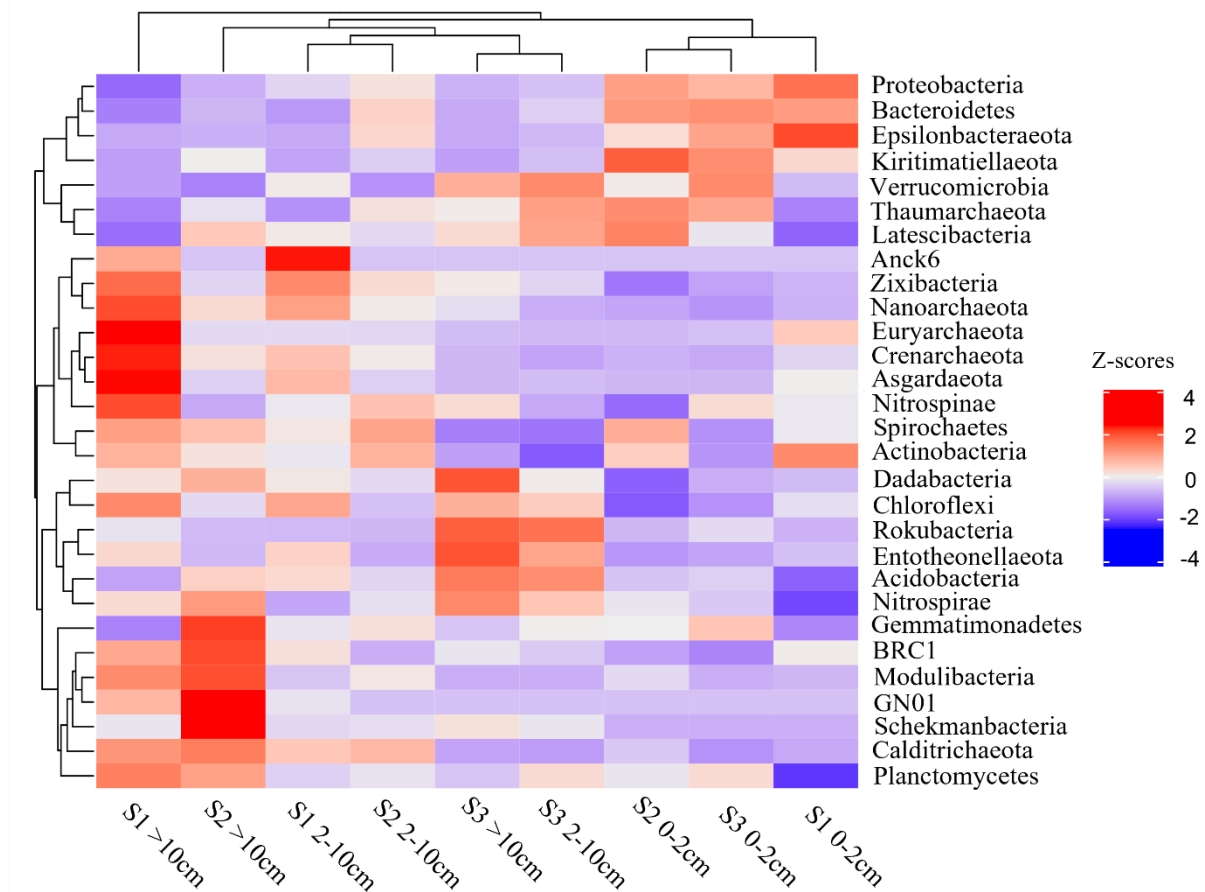 Proteobacteria
Bacteroidetes
Epsilonbacteraeota
Kiritimatiellaeota
Verrucomicrobia
Thaumarchaeota
Latescibacteria
Anck6
Zixibacteria
Nanoarchaeota
Euryarchaeota
Crenarchaeota
Asgardaeota
Nitrospinae
Spirochaetes
Actinobacteria
Dadabacteria
Chloroflexi
Rokubacteria
Entotheonellaeota
Acidobacteria
Nitrospirae
Gemmatimonadetes
BRC1
Modulibacteria
GN01
Schekmanbacteria
Calditrichaeota
Planctomycetes
Z-scores
4
2
0
-2
-4
S1 >10cm
S2 >10cm
S1 2-10cm
S2 2-10cm
S3 >10cm
S3 2-10cm
S2 0-2cm
S3 0-2cm
S1 0-2cm